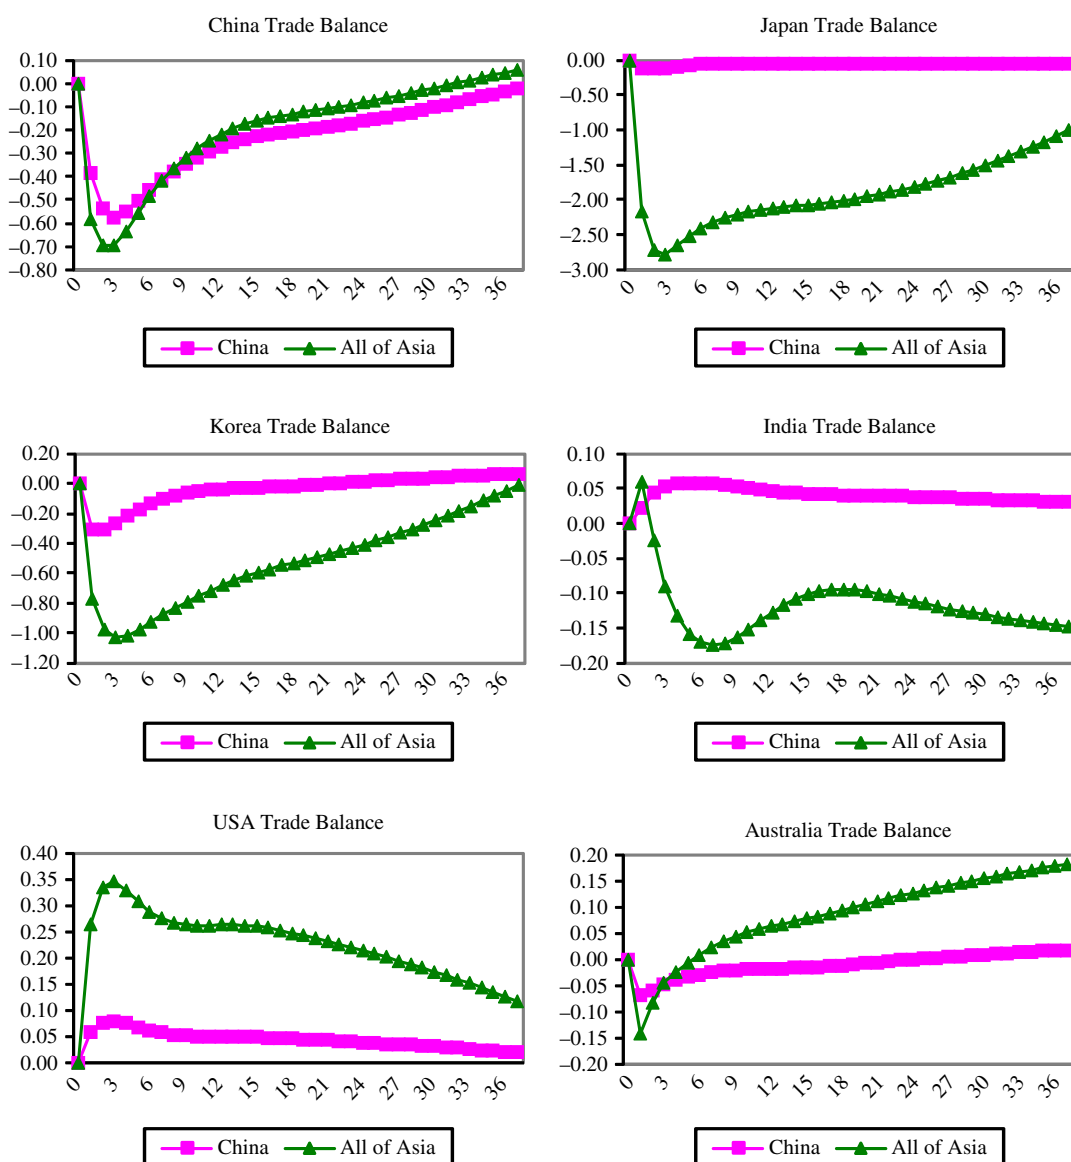 China Trade Balance
0.10
0.00
–0.10
–0.20
–0.30
–0.40
–0.50
–0.60
–0.70
–0.80
0 3 6 9 12 15 18 21 24 27 30 33 36
China All of Asia
Japan Trade Balance
0.00
–0.50
–1.00
–1.50
–2.00
–2.50
–3.00
0 3 6 9 12 15 18 21 24 27 30 33 36
China All of Asia
Korea Trade Balance
0.20
0.00
–0.20
–0.40
–0.60
–0.80
–1.00
–1.20
0 3 6 9 12 15 18 21 24 27 30 33 36
China All of Asia
India Trade Balance
0.10
0.05
0.00
–0.05
–0.10
–0.15
–0.20
0 3 6 9 12 15 18 21 24 27 30 33 36
China All of Asia
USA Trade Balance
0.40
0.35
0.30
0.25
0.20
0.15
0.10
0.05
0.00
0 3 6 9 12 15 18 21 24 27 30 33 36
China All of Asia
Australia Trade Balance
0.20
0.15
0.10
0.05
0.00
–0.05
–0.10
–0.15
–0.20
0 3 6 9 12 15 18 21 24 27 30 33 36
China All of Asia